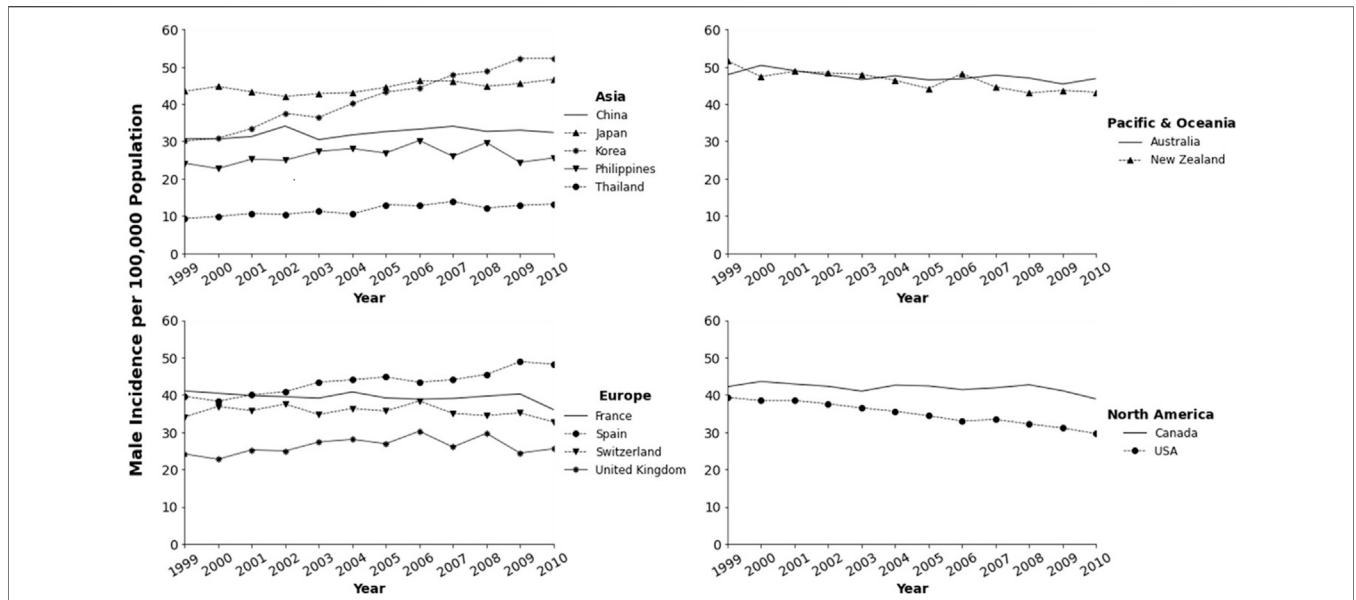 Male Incidence per 100,000 Population
60
50
40
30
20
10
0
1999 2000 2001 2002 2003 2004 2005 2006 2007 2008 2009 2010
Year
Asia
China
Japan
Korea
Philippines
Thailand
60
50
40
30
20
10
0
1999 2000 2001 2002 2003 2004 2005 2006 2007 2008 2009 2010
Year
Pacific & Oceania
Australia
New Zealand
60
50
40
30
20
10
0
1999 2000 2001 2002 2003 2004 2005 2006 2007 2008 2009 2010
Year
Europe
France
Spain
Switzerland
United Kingdom
60
50
40
30
20
10
0
1999 2000 2001 2002 2003 2004 2005 2006 2007 2008 2009 2010
Year
North America
Canada
USA